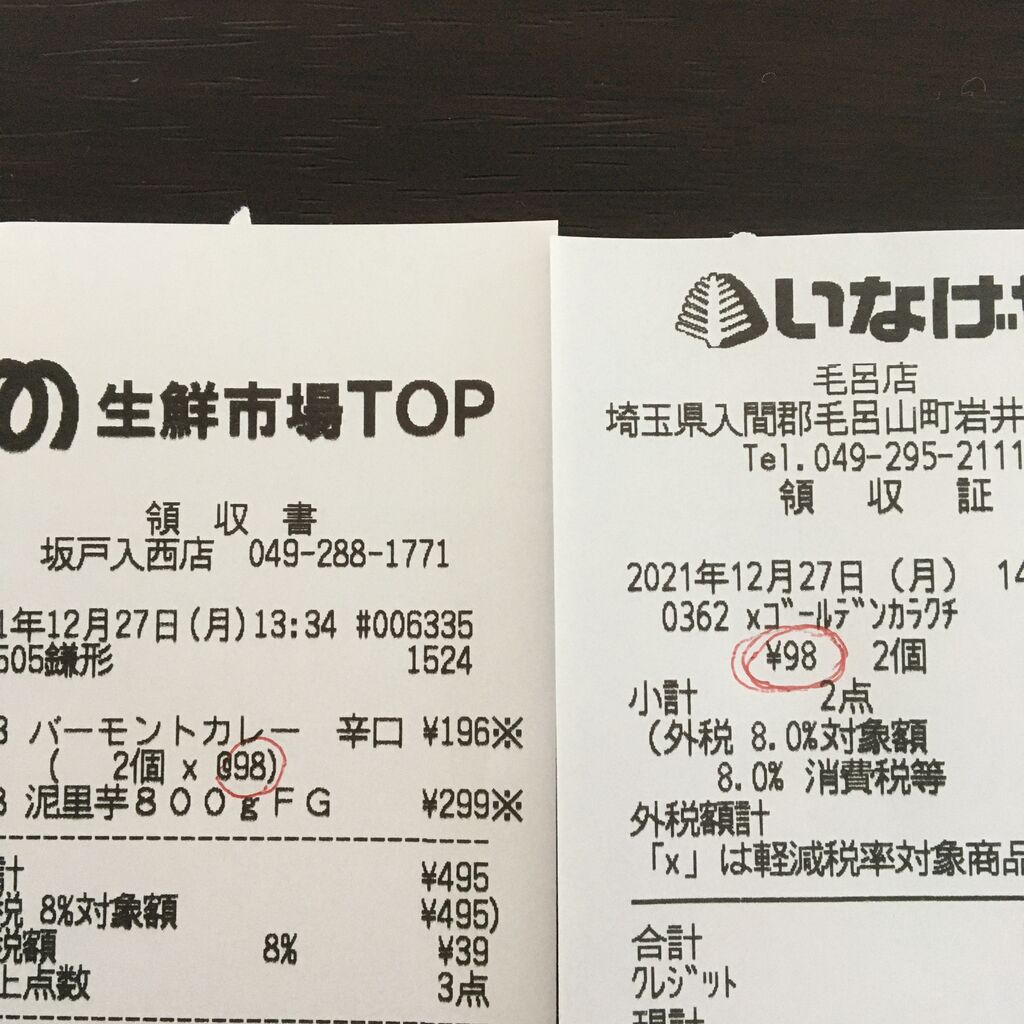 の 生鮮市場TOP
領 収 書
坂戸入西店 049-288-1771
1年12月27日(月)13:34 #006335
505鎌形 1524
バーモントカレー 辛口 ¥196※
( 2個 x @98)
泥里芋800gFG ¥299※
計 ¥495
税 8%対象額 ¥495)
税額 8% ¥39
上点数 3点
いなげ
毛呂店
埼玉県入間郡毛呂山町岩井
Tel.049-295-2111
領 収 証
2021年12月27日 (月) 14
0362 xゴールデンカラクチ
¥98 2個
小計 2点
(外税 8.0%対象額
8.0% 消費税等
外税額計
「x」は軽減税率対象商品
合計
クレジット
現計